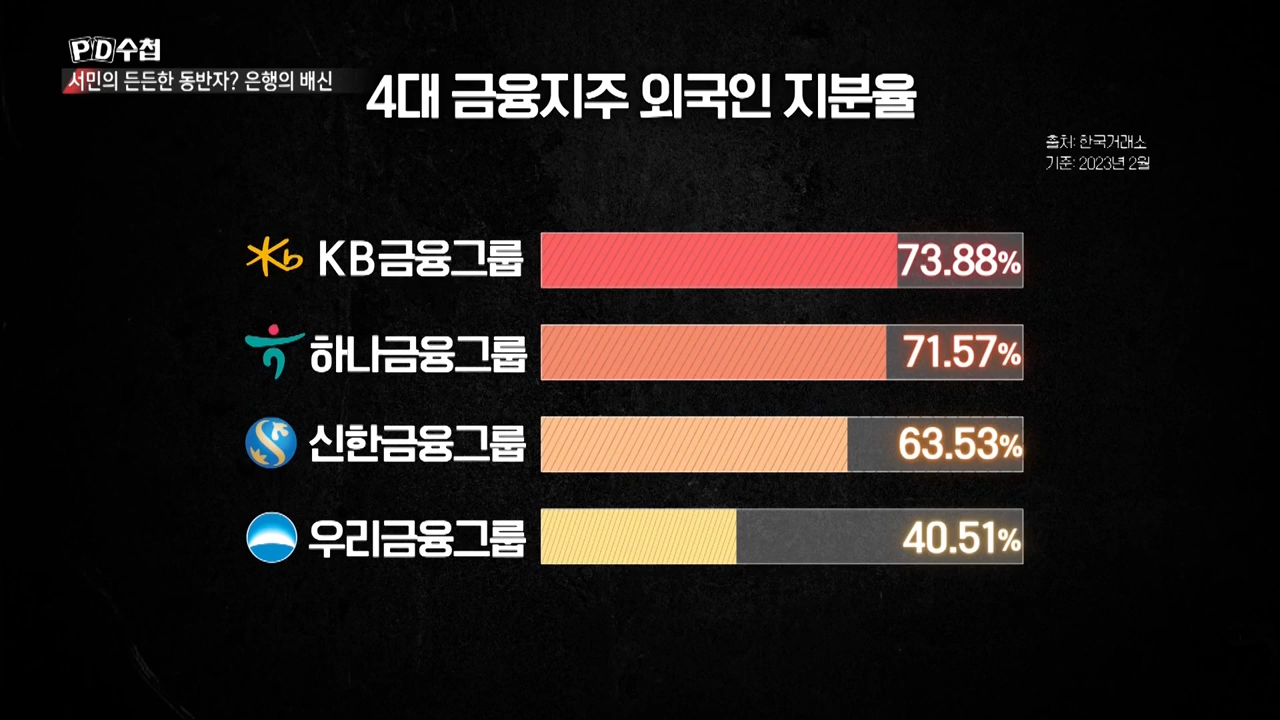 PD수첩
서민의 든든한 동반자? 은행의 배신
4대 금융지주 외국인 지분율
출처: 한국거래소
기준: 2023년 2월
Kb KB금융그룹 73.88%
하나금융그룹 71.57%
신한금융그룹 63.53%
우리금융그룹 40.51%